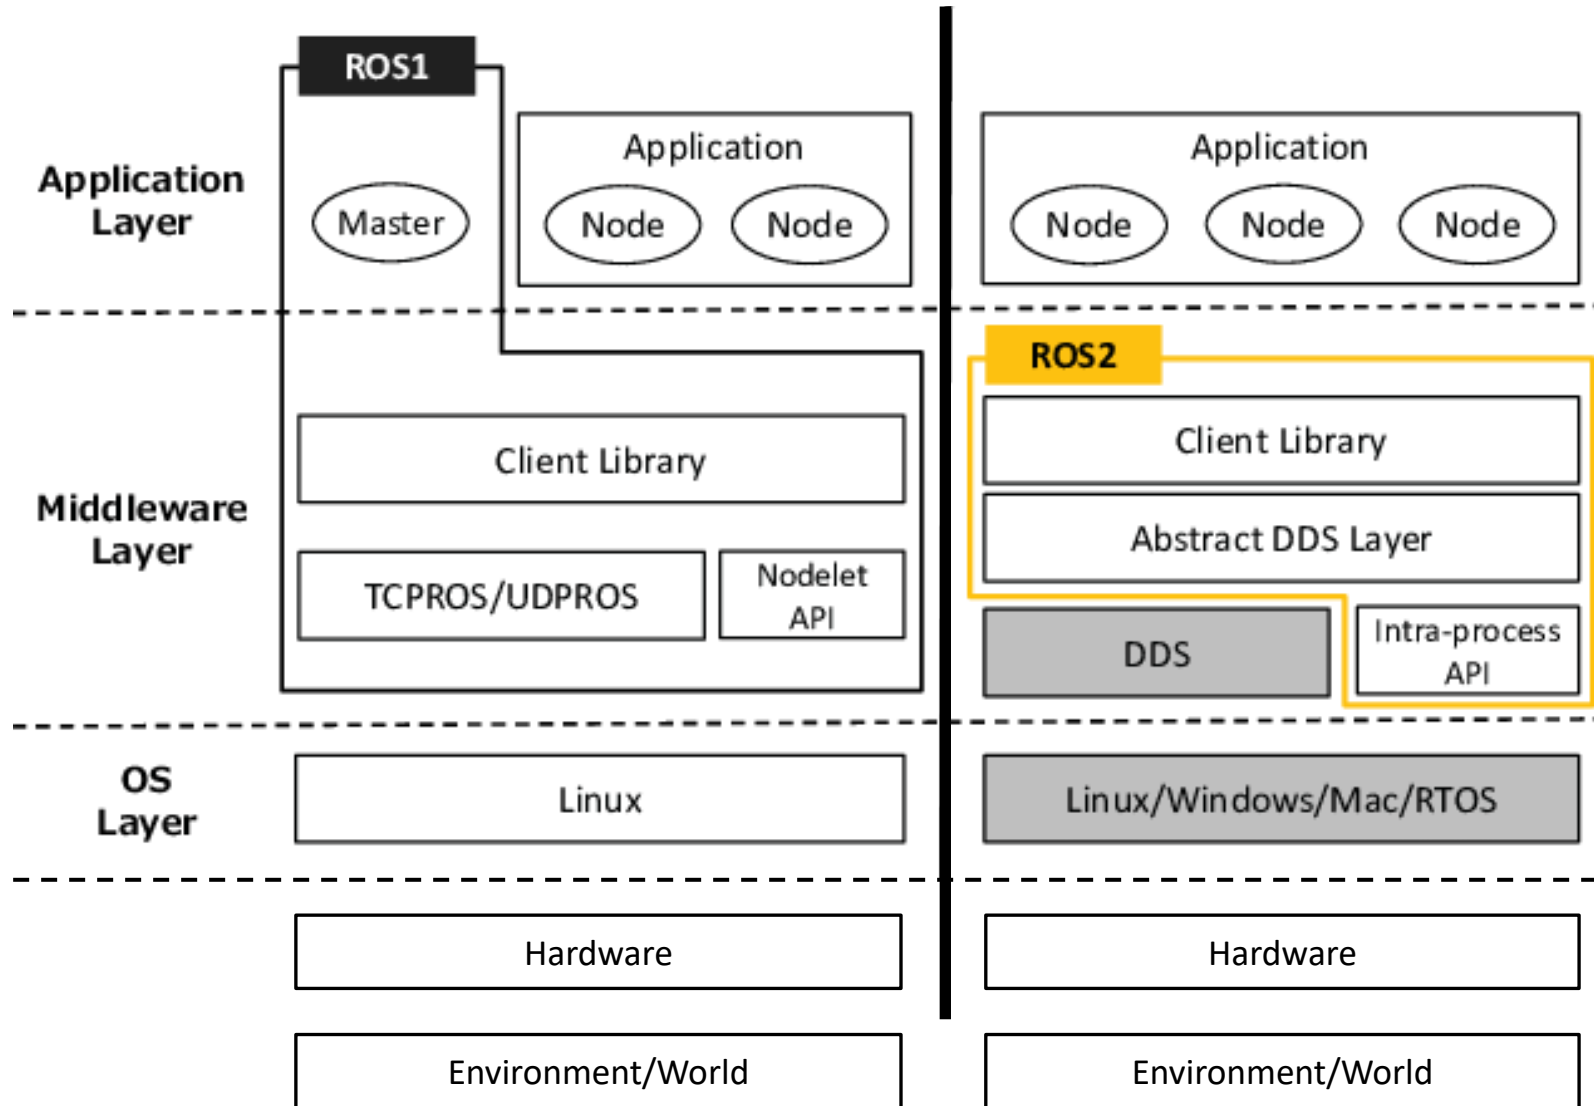 ROS1
Application
Layer
Master
Application
Node
Node
Application
Node
Node
Node
Middleware
Layer
Client Library
TCPROS/UDPROS
Nodelet
API
ROS2
Client Library
Abstract DDS Layer
DDS
Intra-process
API
OS
Layer
Linux
Linux/Windows/Mac/RTOS
Hardware
Hardware
Environment/World
Environment/World